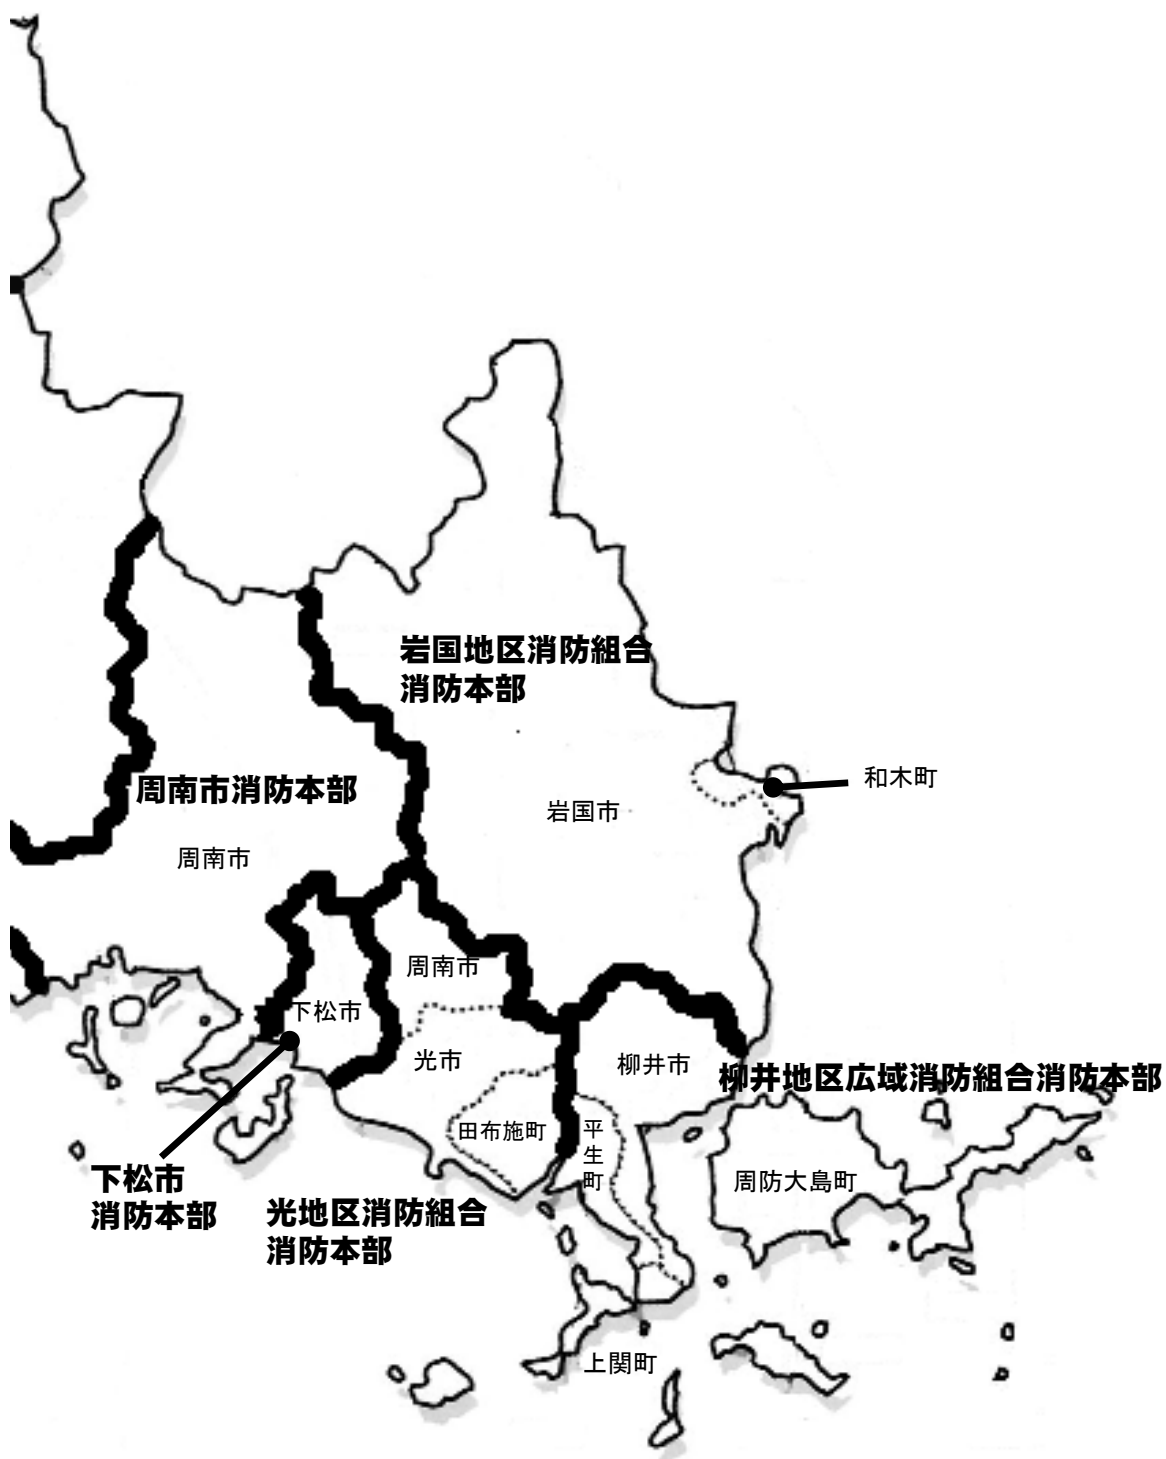 岩国地区消防組合
消防本部
和木町
周南市消防本部
岩国市
周南市
周南市
下松市
光市
柳井市
柳井地区広域消防組合消防本部
田布施町
平生町
下松市
消防本部
周防大島町
光地区消防組合
消防本部
上関町